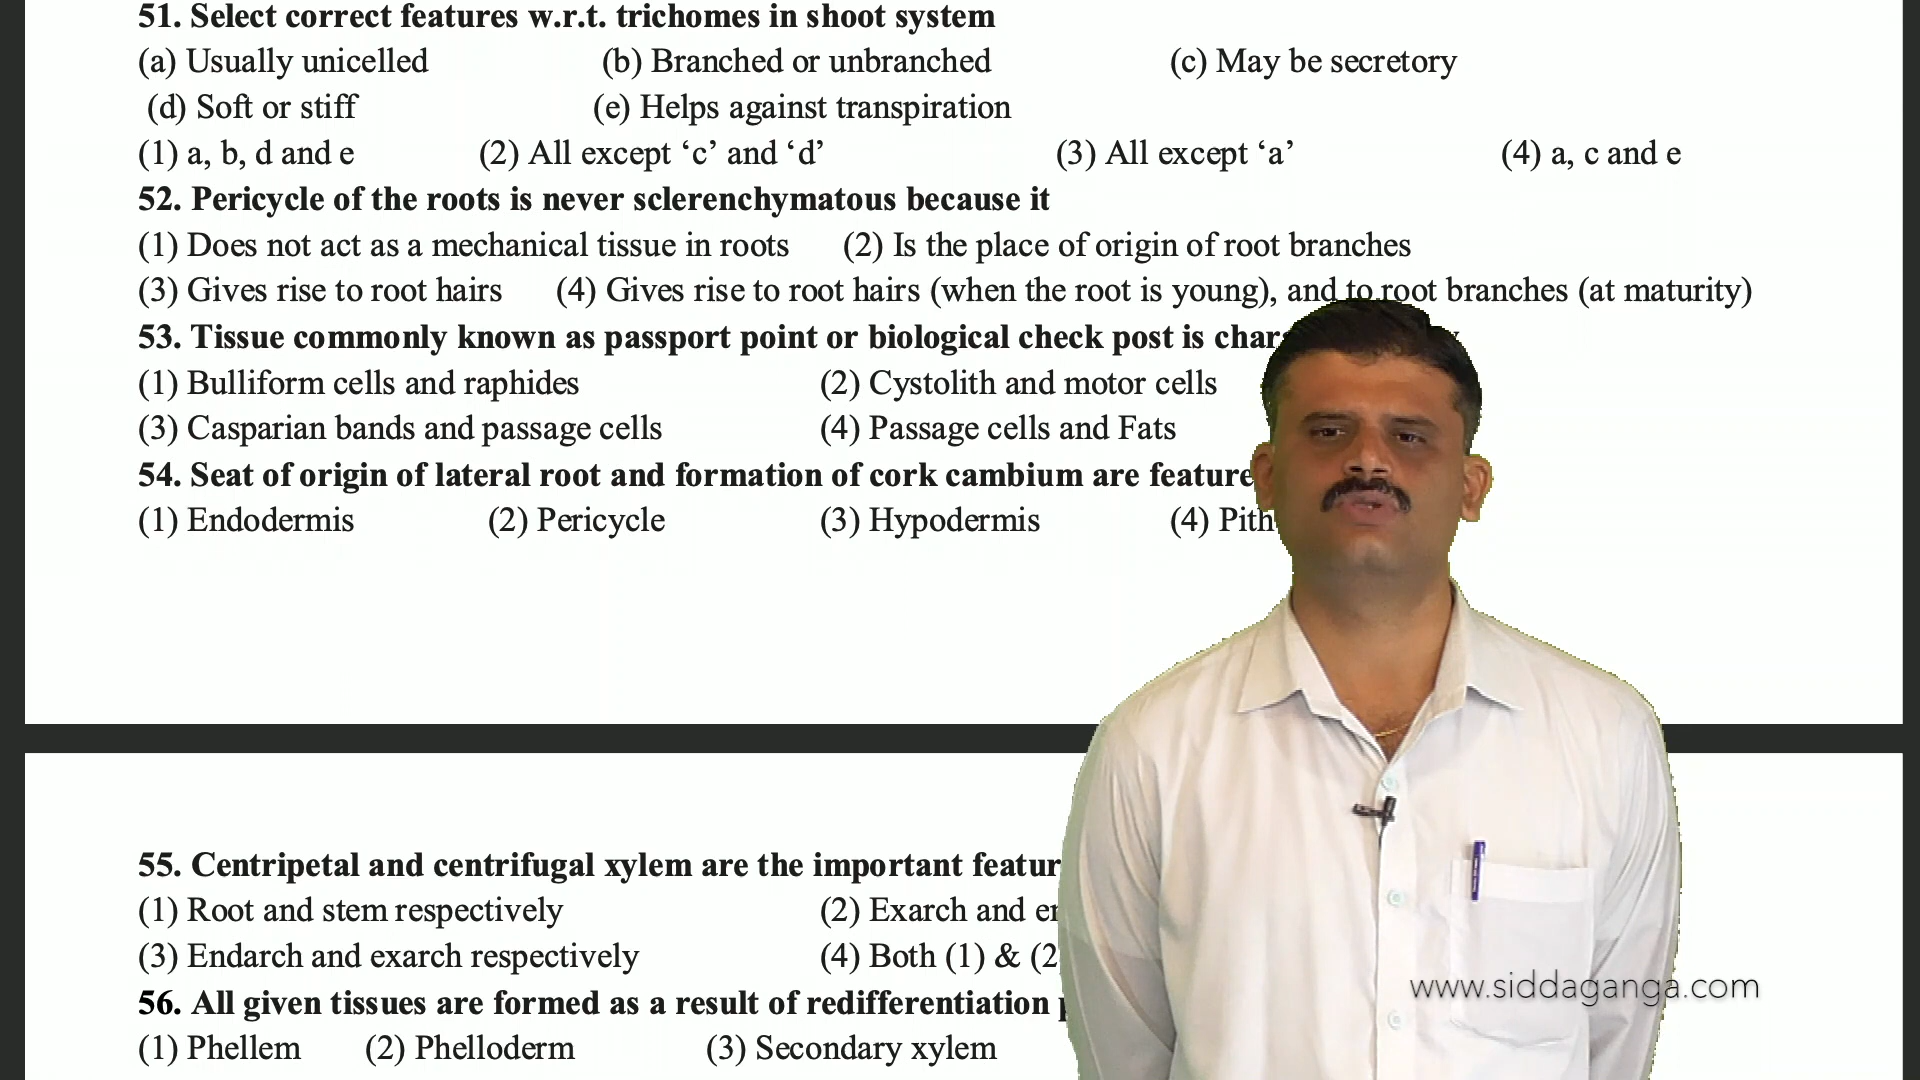 51. Select correct features w.r.t. trichomes in shoot system
(a) Usually unicelled (b) Branched or unbranched (c) May be secretory
(d) Soft or stiff (e) Helps against transpiration
(1) a, b, d and e (2) All except ‘c’ and ‘d’ (3) All except ‘a’ (4) a, c and e
52. Pericycle of the roots is never sclerenchymatous because it
(1) Does not act as a mechanical tissue in roots (2) Is the place of origin of root branches
(3) Gives rise to root hairs (4) Gives rise to root hairs (when the root is young), and to root branches (at maturity)
53. Tissue commonly known as passport point or biological check post is
(1) Bulliform cells and raphides (2) Cystolith and motor cells
(3) Casparian bands and passage cells (4) Passage cells and Fats
54. Seat of origin of lateral root and formation of cork cambium are
(1) Endodermis (2) Pericycle (3) Hypodermis (4) Pith
55. Centripetal and centrifugal xylem are the important
(1) Root and stem respectively (2) Exarch and
(3) Endarch and exarch respectively (4) Both (1) & (2
56. All given tissues are formed as a result of redifferentiation
(1) Phellem (2) Phelloderm (3) Secondary xylem
www.siddaganga.com